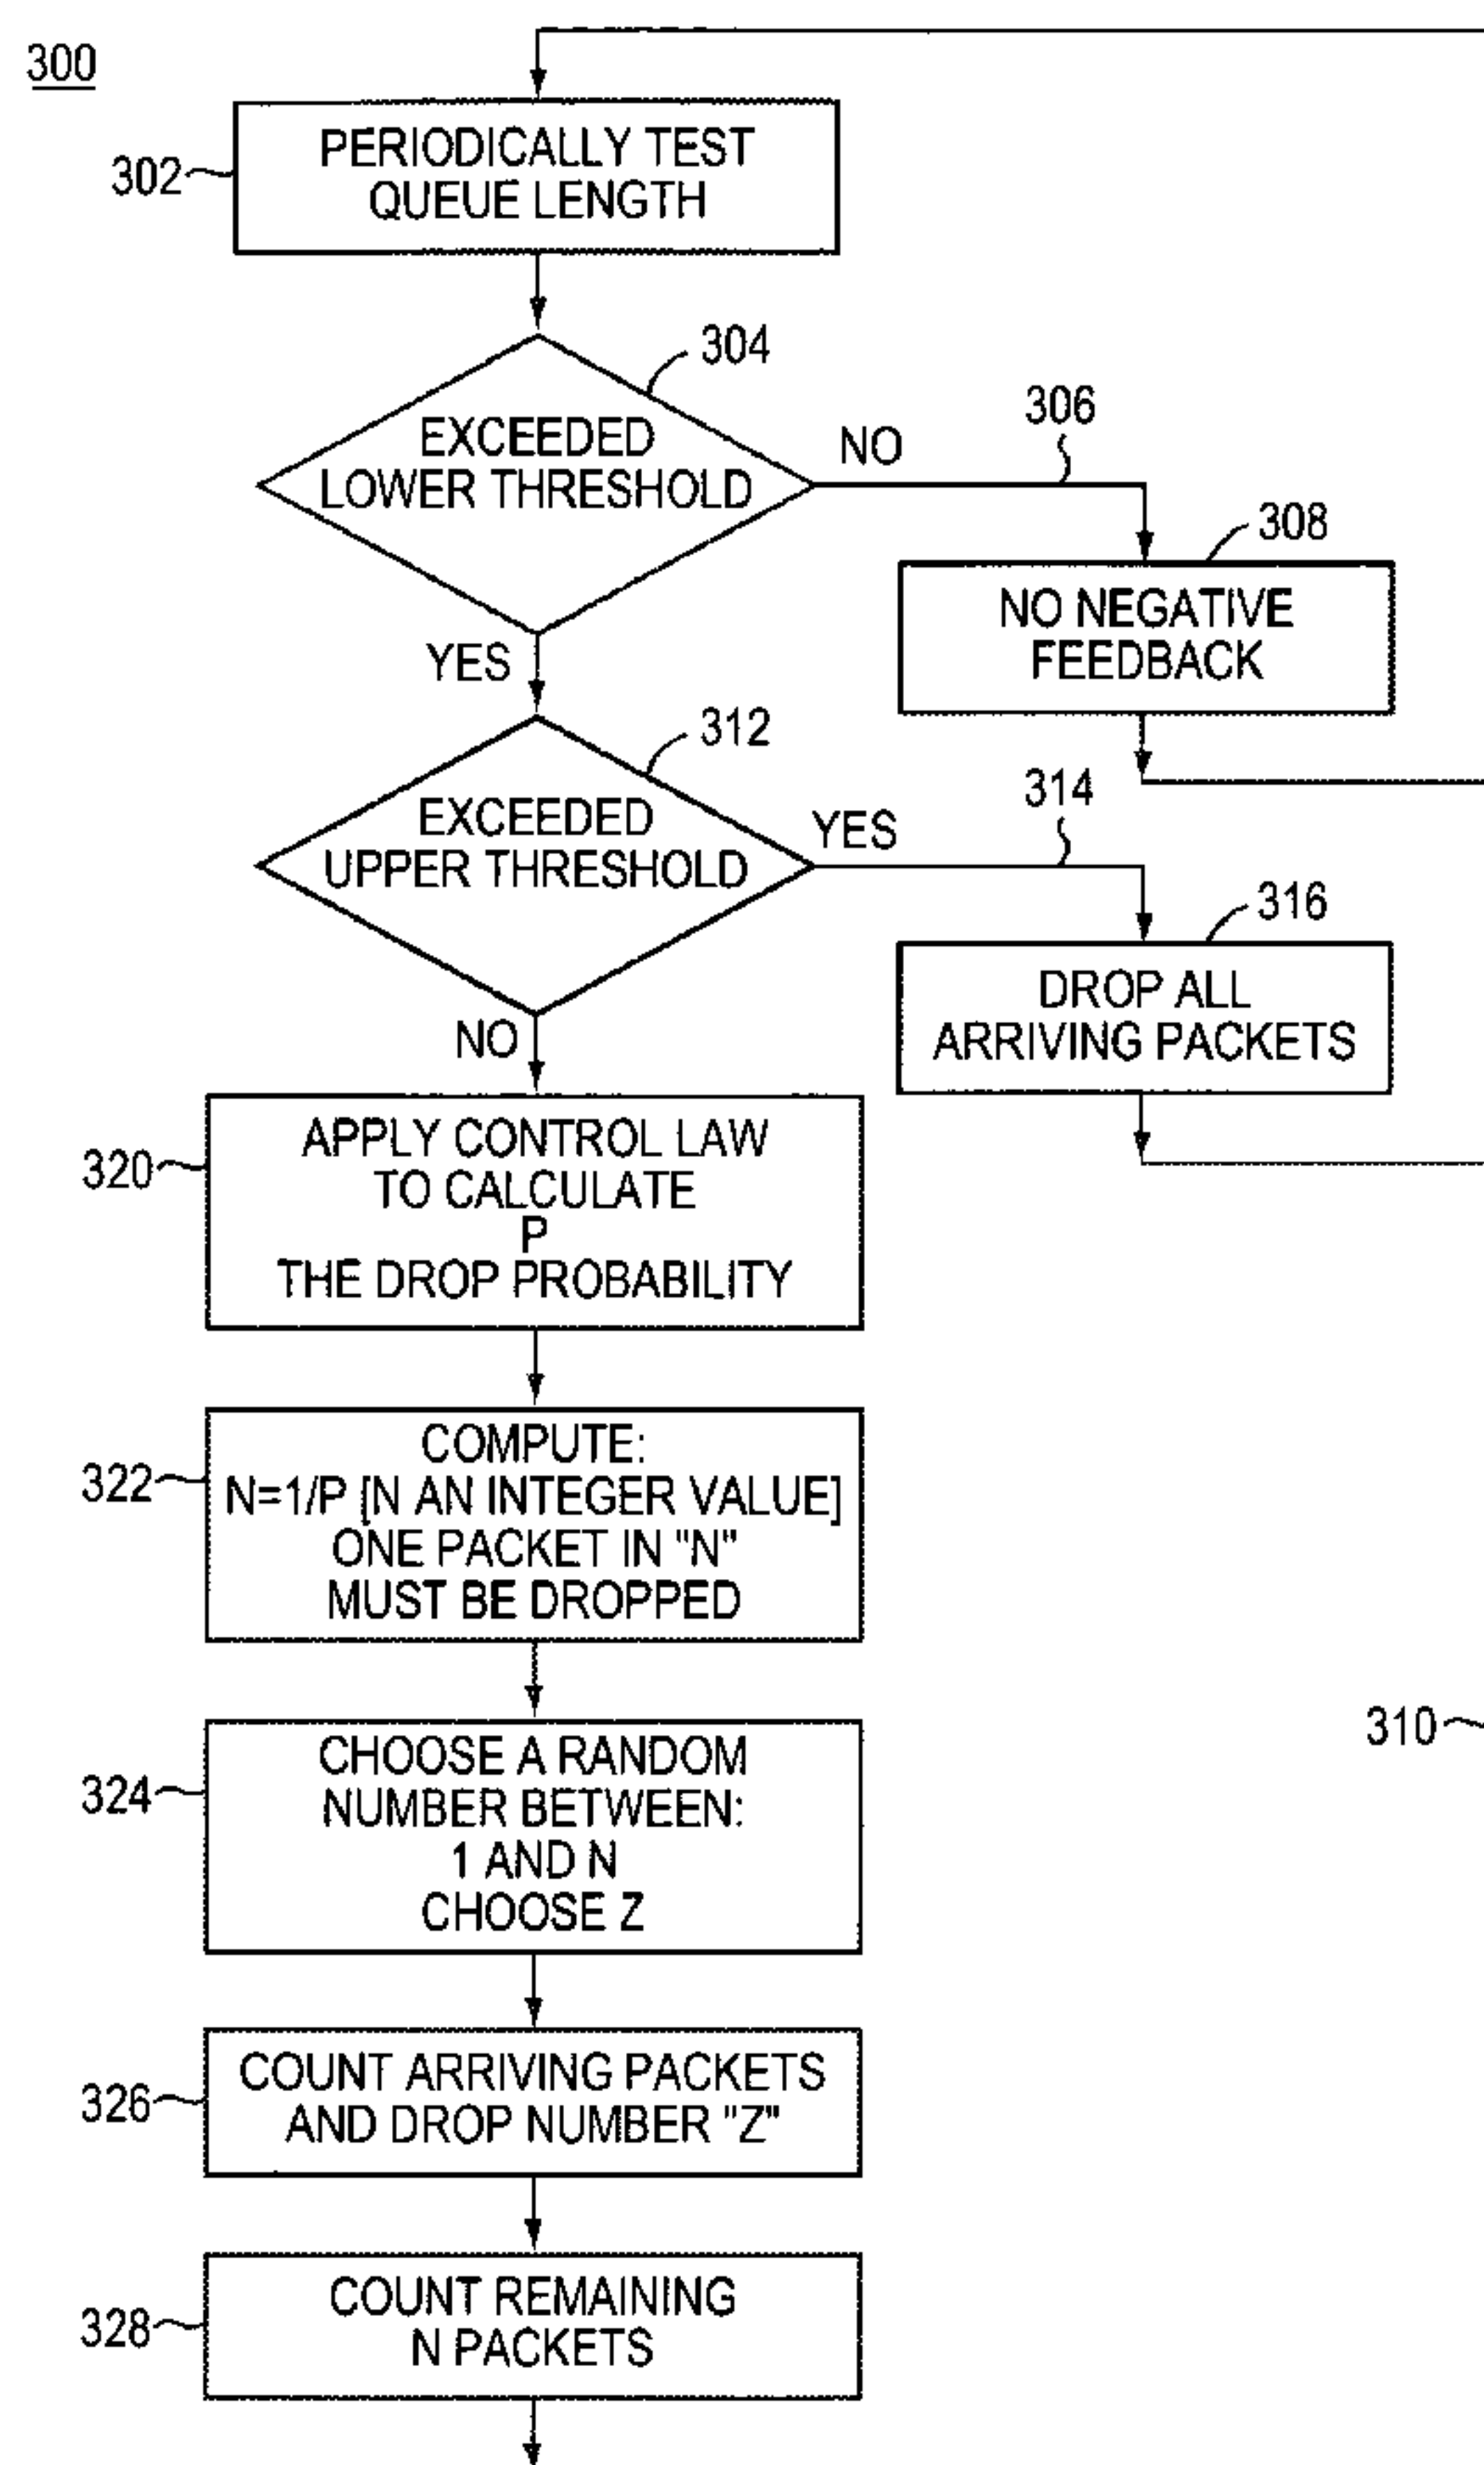 300
302
PERIODICALLY TEST
QUEUE LENGTH
304
EXCEEDED
LOWER THRESHOLD
NO
306
308
NO NEGATIVE
FEEDBACK
YES
312
EXCEEDED
UPPER THRESHOLD
YES
314
316
DROP ALL
ARRIVING PACKETS
NO
320
APPLY CONTROL LAW
TO CALCULATE
P
THE DROP PROBABILITY
322
COMPUTE:
N=1/P [N AN INTEGER VALUE]
ONE PACKET IN "N"
MUST BE DROPPED
310
324
CHOOSE A RANDOM
NUMBER BETWEEN:
1 AND N
CHOOSE Z
326
COUNT ARRIVING PACKETS
AND DROP NUMBER "Z"
328
COUNT REMAINING
N PACKETS